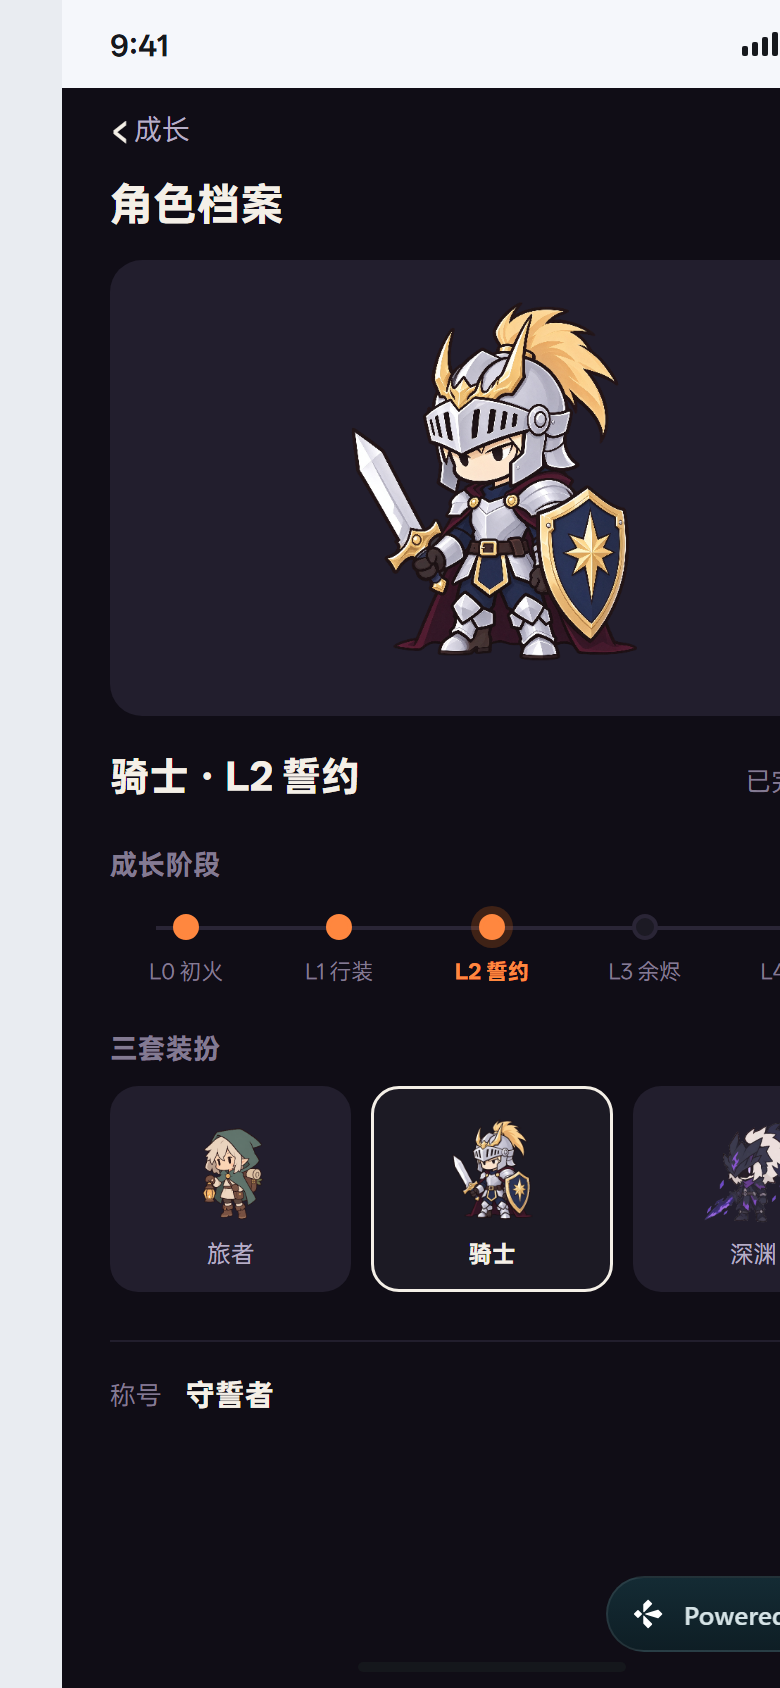 9:41
成长
角色档案
骑士 · L2 誓约
已
成长阶段
L0 初火
L1 行装
L2 誓约
L3 余烬
L4
三套装扮
旅者
骑士
深渊
称号 守誓者
Powered